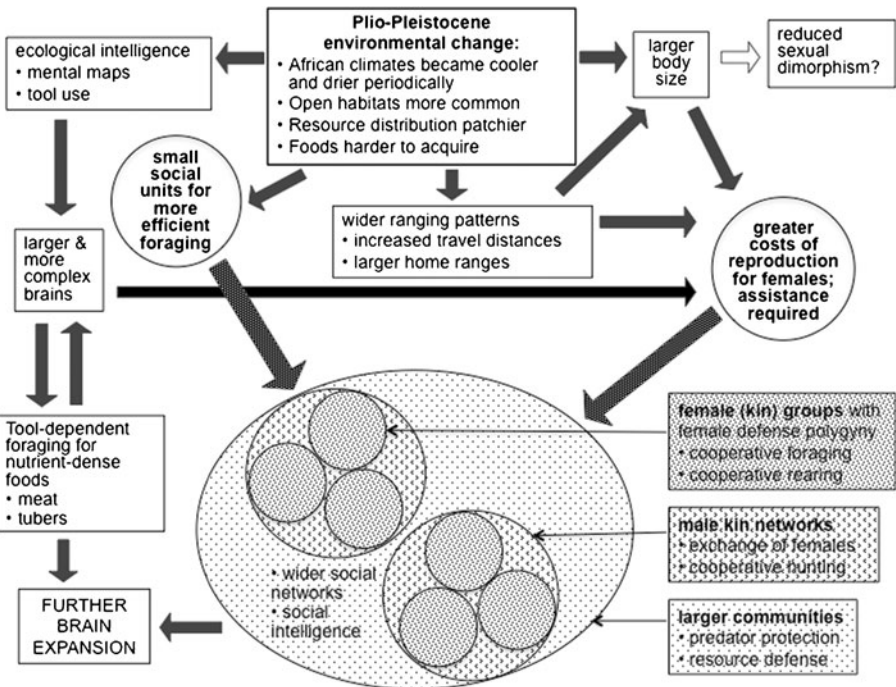 Plio-Pleistocene
environmental change:
• African climates became cooler
and drier periodically
• Open habitats more common
• Resource distribution patchier
• Foods harder to acquire
ecological intelligence
• mental maps
• tool use
larger
body
size
reduced
sexual
dimorphism?
small
social
units for
more
efficient
foraging
wider ranging patterns
• increased travel distances
• larger home ranges
greater
costs of
reproduction
for females;
assistance
required
larger &
more
complex
brains
Tool-dependent
foraging for
nutrient-dense
foods
• meat
• tubers
FURTHER
BRAIN
EXPANSION
• wider social
networks
• social
intelligence
female (kin) groups with
female defense polygyny
• cooperative foraging
• cooperative rearing
male kin networks
• exchange of females
• cooperative hunting
larger communities
• predator protection
• resource defense